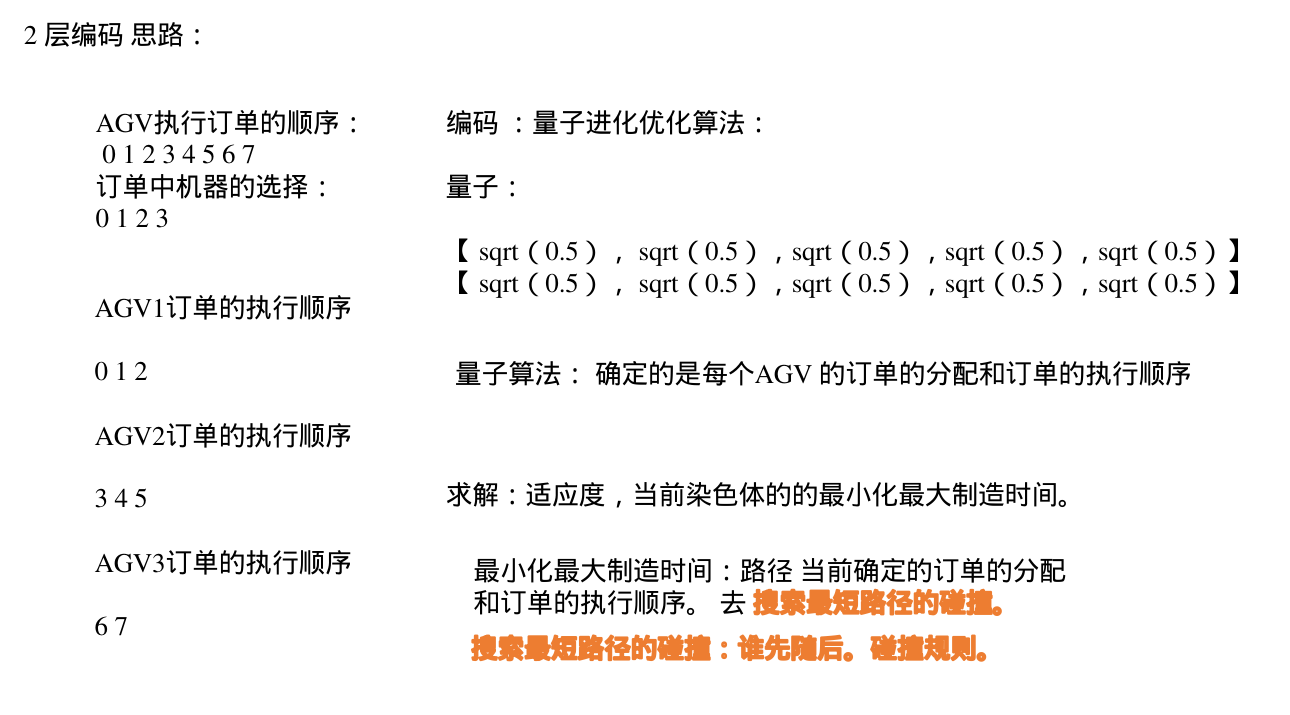 2 层编码 思路：
AGV执行订单的顺序：
0 1 2 3 4 5 6 7
订单中机器的选择：
0 1 2 3
AGV1订单的执行顺序
0 1 2
AGV2订单的执行顺序
3 4 5
AGV3订单的执行顺序
6 7
编码 ：量子进化优化算法：
量子：
【 sqrt（0.5）， sqrt（0.5）, sqrt（0.5）, sqrt（0.5）, sqrt（0.5）】
【 sqrt（0.5）， sqrt（0.5）, sqrt（0.5）, sqrt（0.5）, sqrt（0.5）】
量子算法： 确定的是每个AGV 的订单的分配和订单的执行顺序
求解：适应度，当前染色体的的最小化最大制造时间。
最小化最大制造时间：路径 当前确定的订单的分配
和订单的执行顺序。 去 搜索最短路径的碰撞。
搜索最短路径的碰撞：谁先随后。碰撞规则。